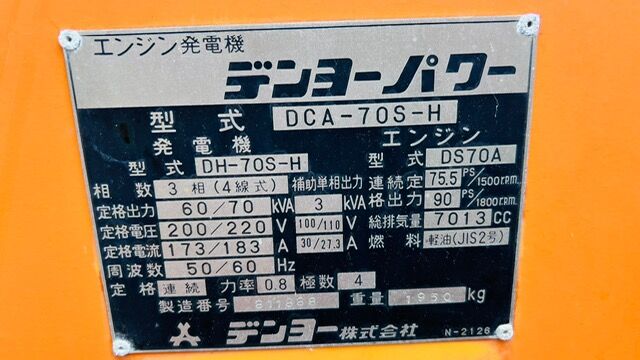 エンジン発電機
デンヨーパワー
型式 DCA-70S-H
発電機 エンジン
型式 DH-70S-H 型式 DS70A
相数 3相(4線式) 補助単相出力 連続定格出力 75.5 PS/1500r.p.m.
定格出力 60/70 KVA 3 KVA 90 PS/1800r.p.m.
定格電圧 200/220 V 100/110 V 総排気量 7013 CC
定格電流 173/183 A 30/27.3 A 燃料 軽油(JIS2号)
周波数 50/60 Hz
定格 連続 力率 0.8 極数 4
製造番号 重量 1950 kg
デンヨー株式会社 N-2126